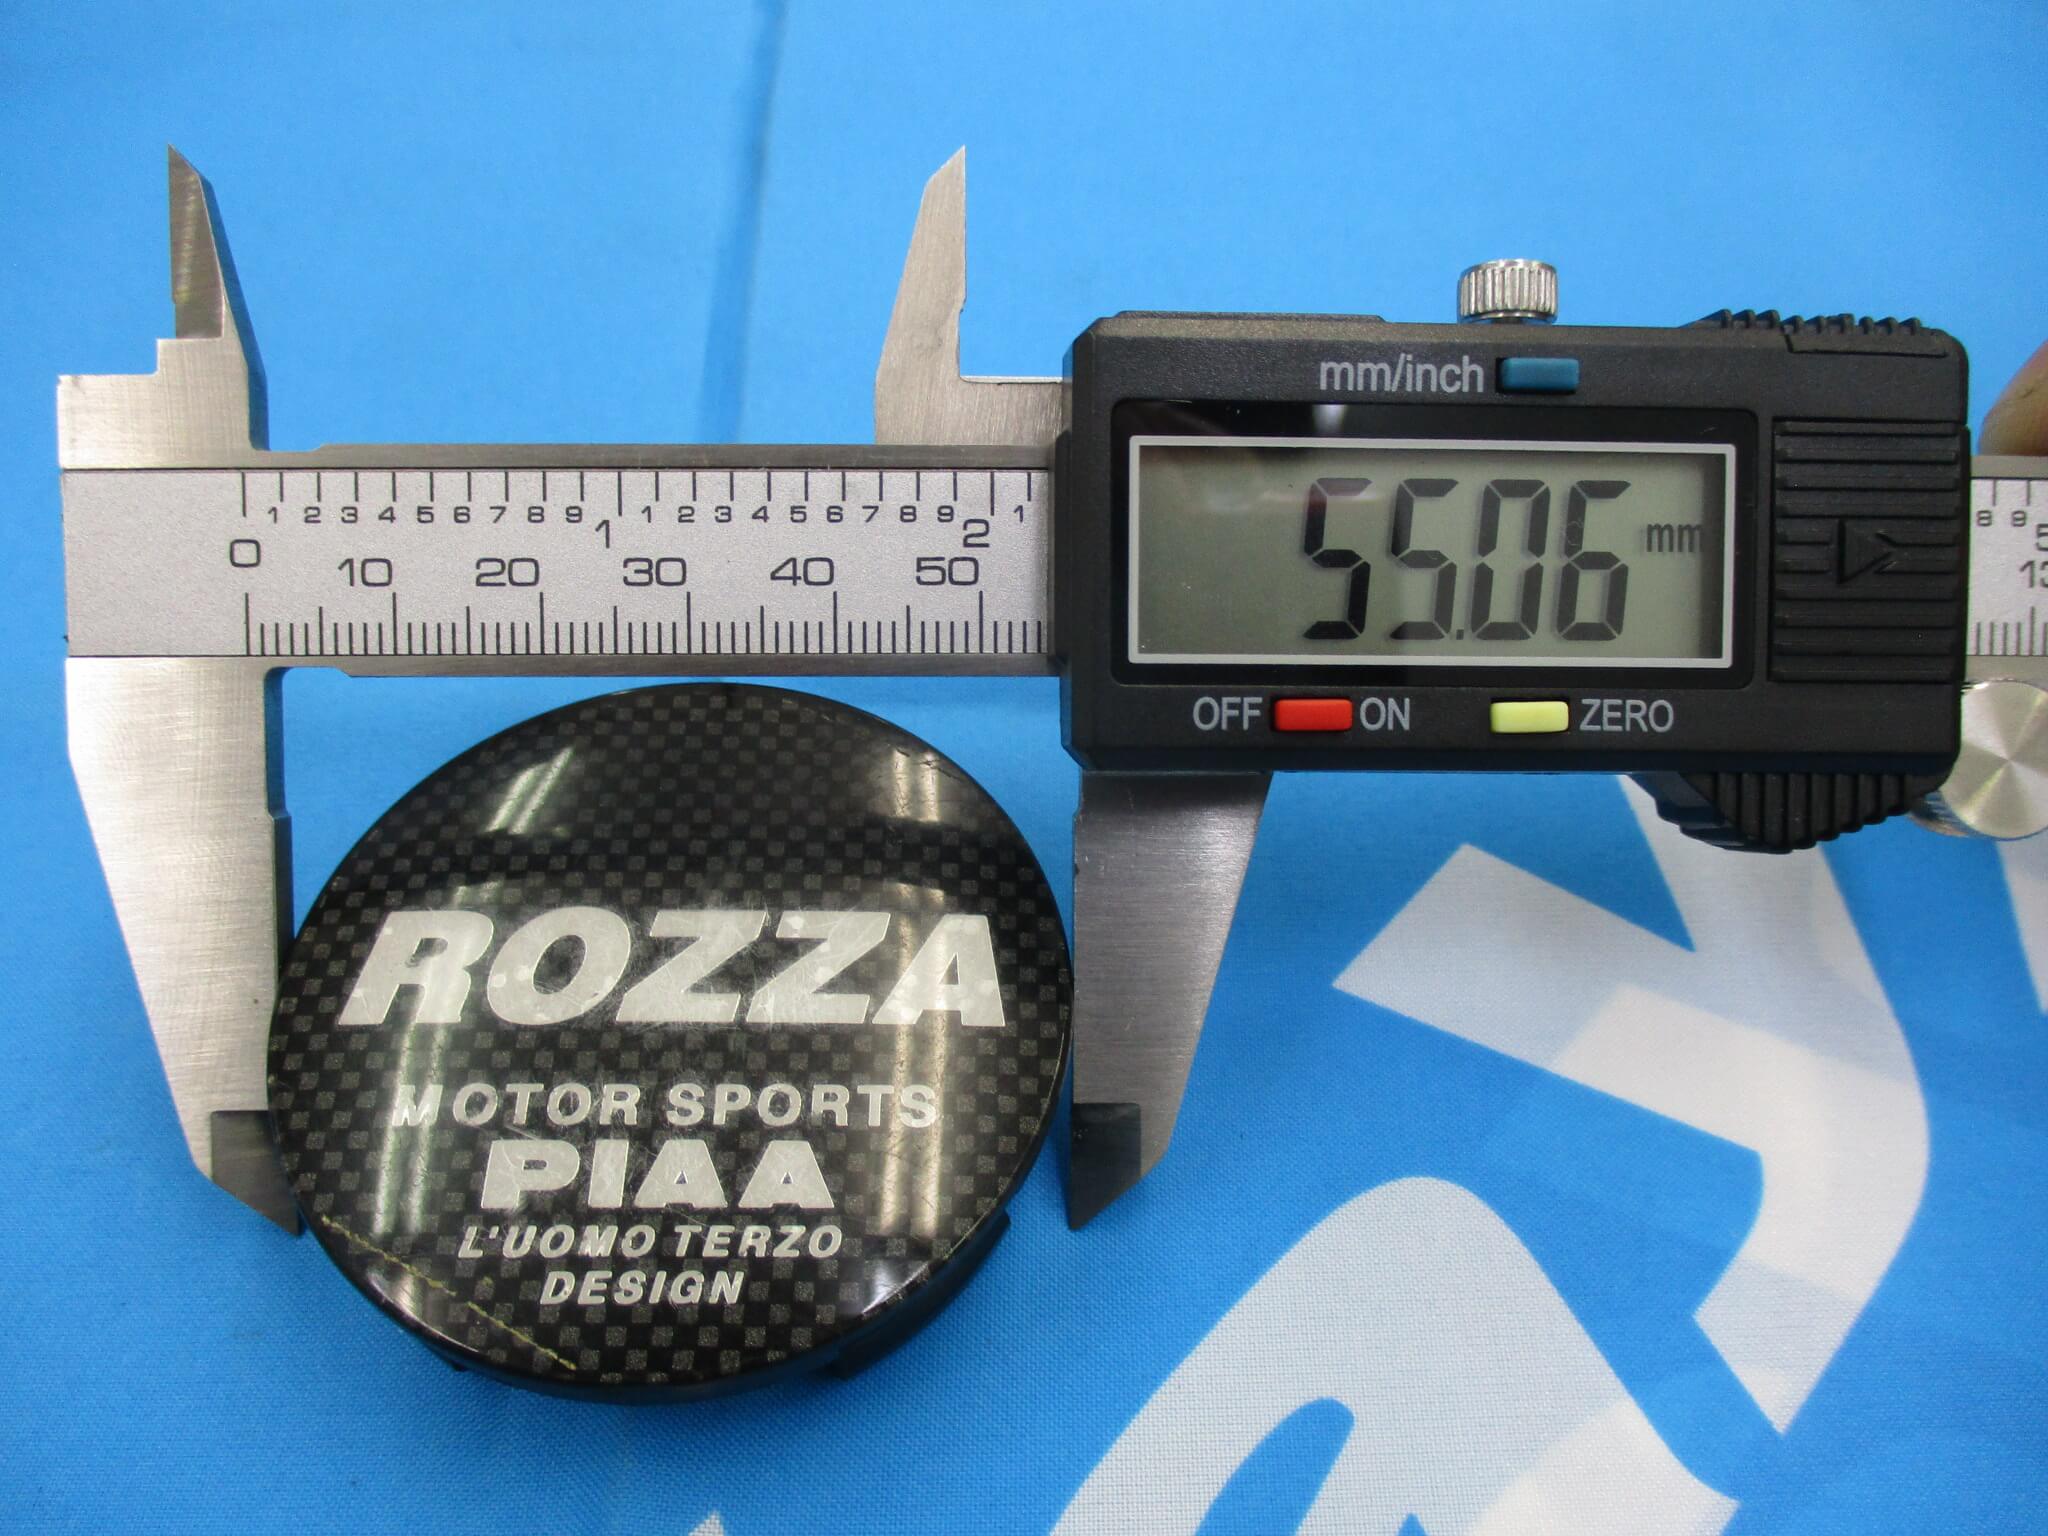 mm/inch
55.06 mm
OFF ON ZERO
1 2 3 4 5 6 7 8 9 1 1 2 3 4 5 6 7 8 9 2 1
0 10 20 30 40 50
8 9
ROZZA
MOTOR SPORTS
PIAA
L'UOMO TERZO
DESIGN